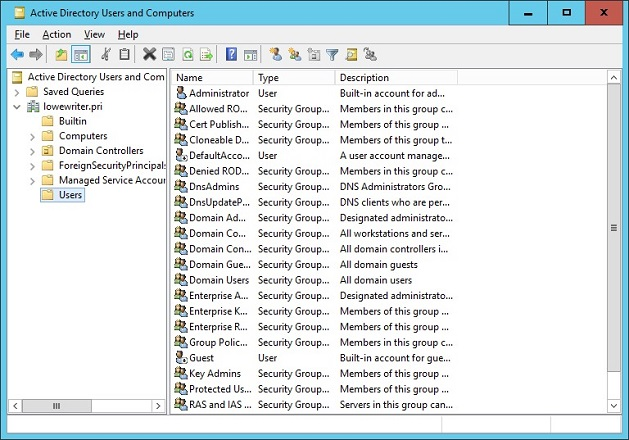 Active Directory Users and Computers
File Action View Help
Active Directory Users and Com
Saved Queries
lowewriter.pri
Builtin
Computers
Domain Controllers
ForeignSecurityPrincipals
Managed Service Accour
Users
Name Type Description
Administrator User Built-in account for ad...
Allowed RO... Security Group... Members in this group c...
Cert Publish... Security Group... Members of this group ...
Cloneable D... Security Group... Members of this group t...
DefaultAcco... User A user account manage...
Denied ROD... Security Group... Members in this group c...
DnsAdmins Security Group... DNS Administrators Gro...
DnsUpdateP... Security Group... DNS clients who are per...
Domain Ad... Security Group... Designated administrato...
Domain Co... Security Group... All workstations and ser...
Domain Con... Security Group... All domain controllers i...
Domain Gue... Security Group... All domain guests
Domain Users Security Group... All domain users
Enterprise A... Security Group... Designated administrato...
Enterprise K... Security Group... Members of this group ...
Enterprise R... Security Group... Members of this group ...
Group Polic... Security Group... Members in this group c...
Guest User Built-in account for gue...
Key Admins Security Group... Members of this group ...
Protected Us... Security Group... Members of this group ...
RAS and IAS ... Security Group... Servers in this group can...